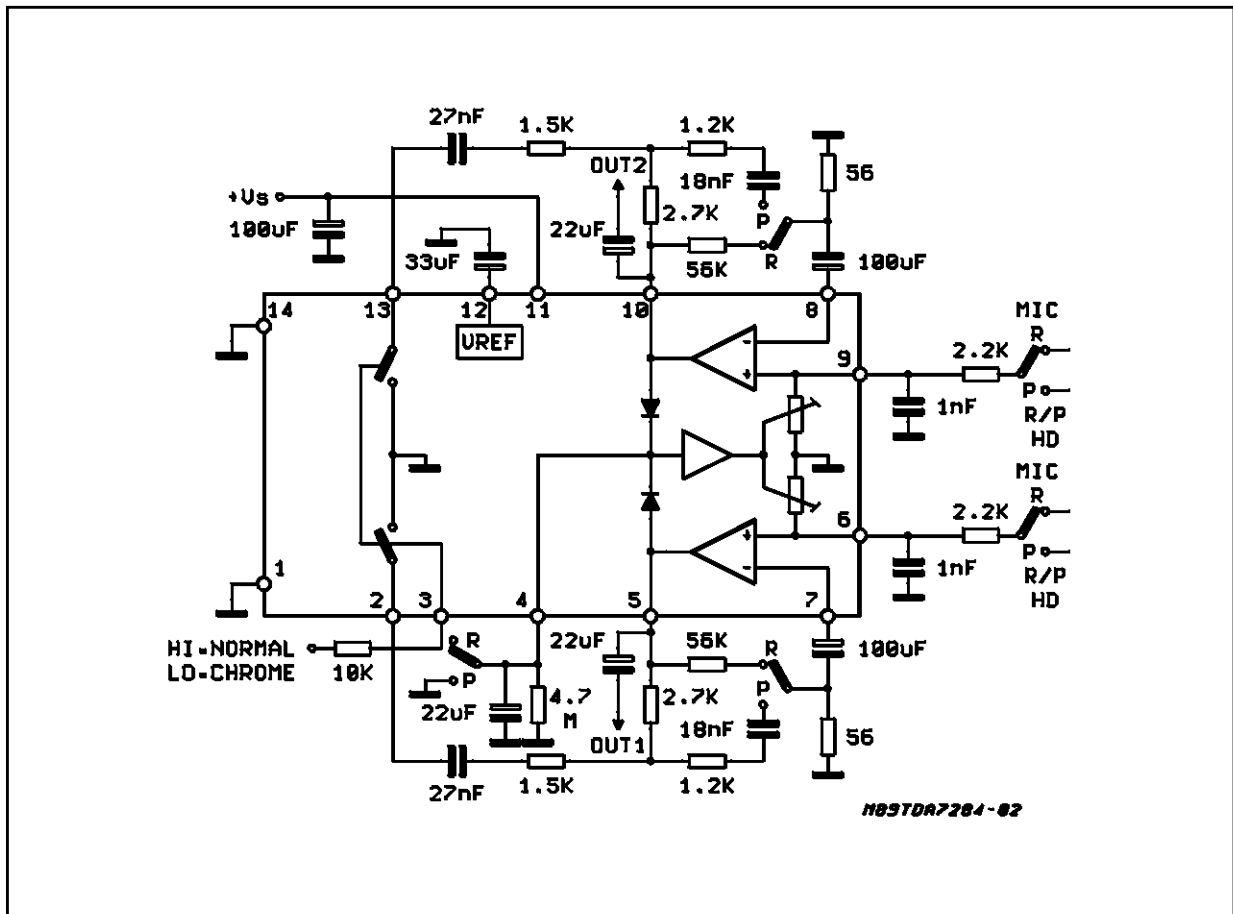 27nF
1.5K
1.2K
OUT2
18nF
56
+Vs
100uF
2.7K
P
22uF
33uF
56K
R
100uF
14
13
12
11
10
8
MIC
R
VREF
2.2K
9
P
1nF
R/P
HD
MIC
R
2.2K
6
P
1nF
R/P
HD
1
2
3
4
5
7
22uF
56K
R
100uF
HI=NORMAL
LO=CHROME
10K
R
P
P
22uF
4.7
M
2.7K
18nF
OUT1
56
27nF
1.5K
1.2K
M89TDA7284-02